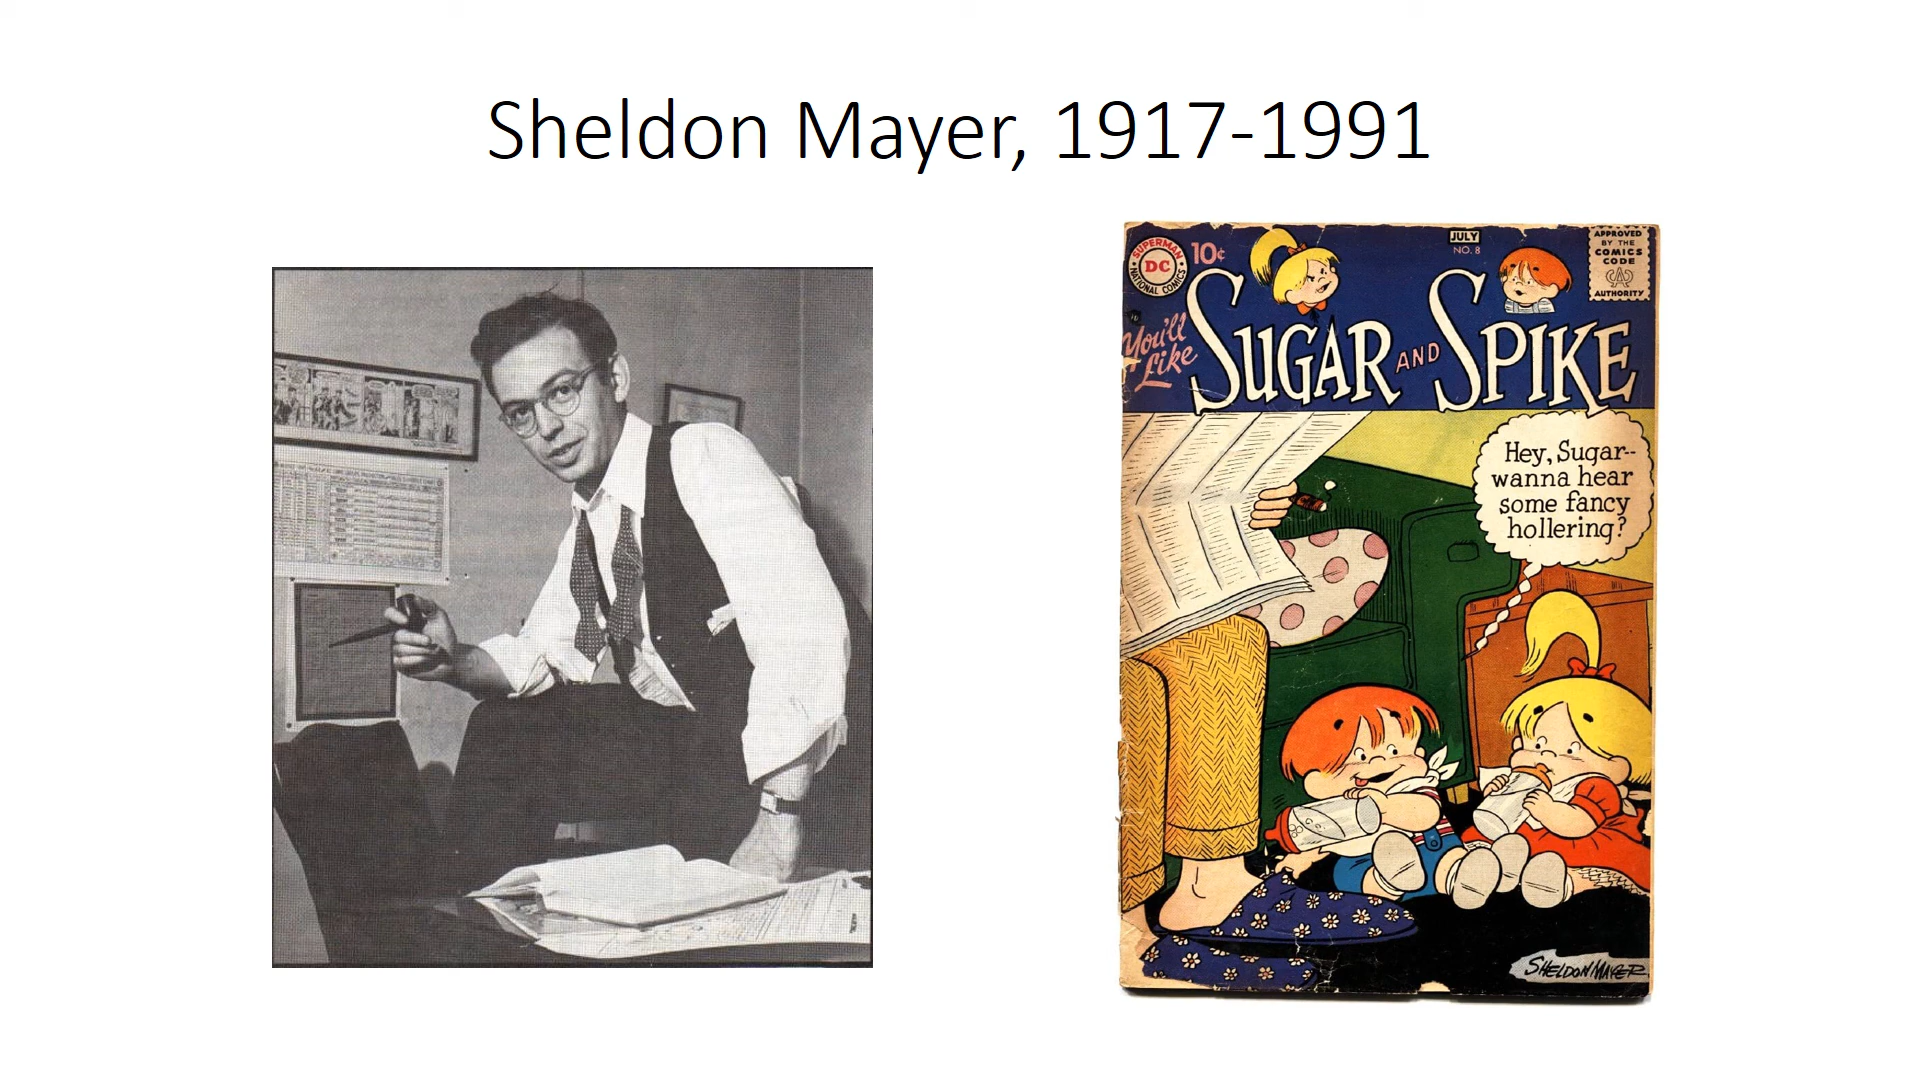 Sheldon Mayer, 1917-1991
SUPERMAN
DC
NATIONAL COMICS
10¢
JULY
NO. 8
APPROVED
BY THE
COMICS
CODE
AUTHORITY
You'll
Like
SUGAR AND SPIKE
Hey, Sugar--
wanna hear
some fancy
hollering?
SHELDON MAYER